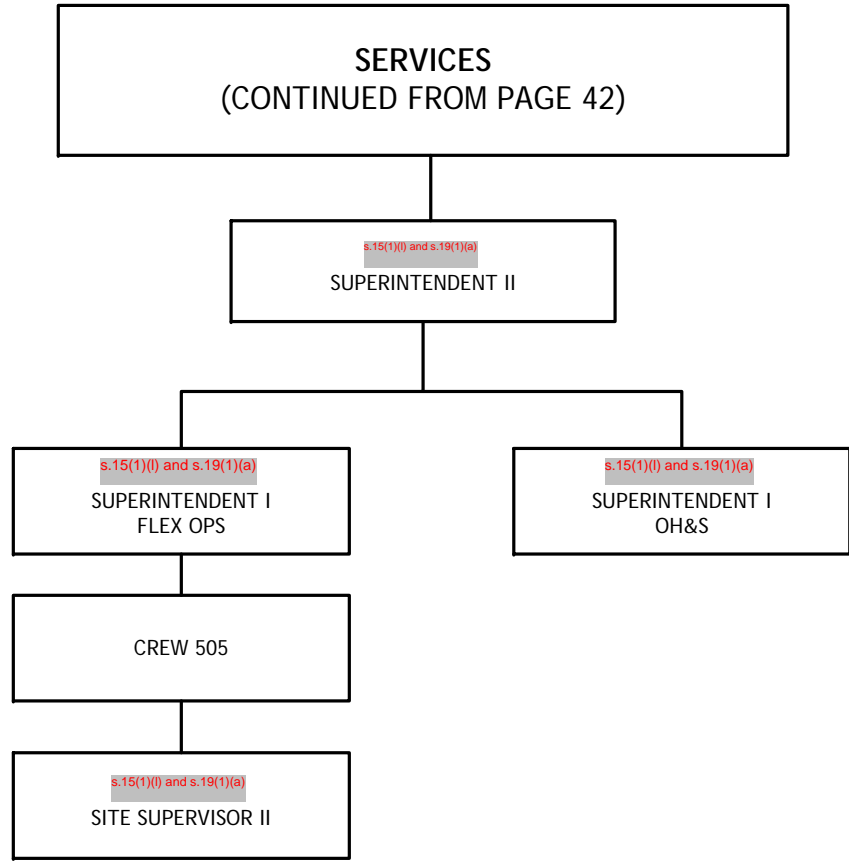 SERVICES
(CONTINUED FROM PAGE 42)
s.15(1)(l) and s.19(1)(a)
SUPERINTENDENT II
s.15(1)(l) and s.19(1)(a)
SUPERINTENDENT I
FLEX OPS
s.15(1)(l) and s.19(1)(a)
SUPERINTENDENT I
OH&S
CREW 505
s.15(1)(l) and s.19(1)(a)
SITE SUPERVISOR II